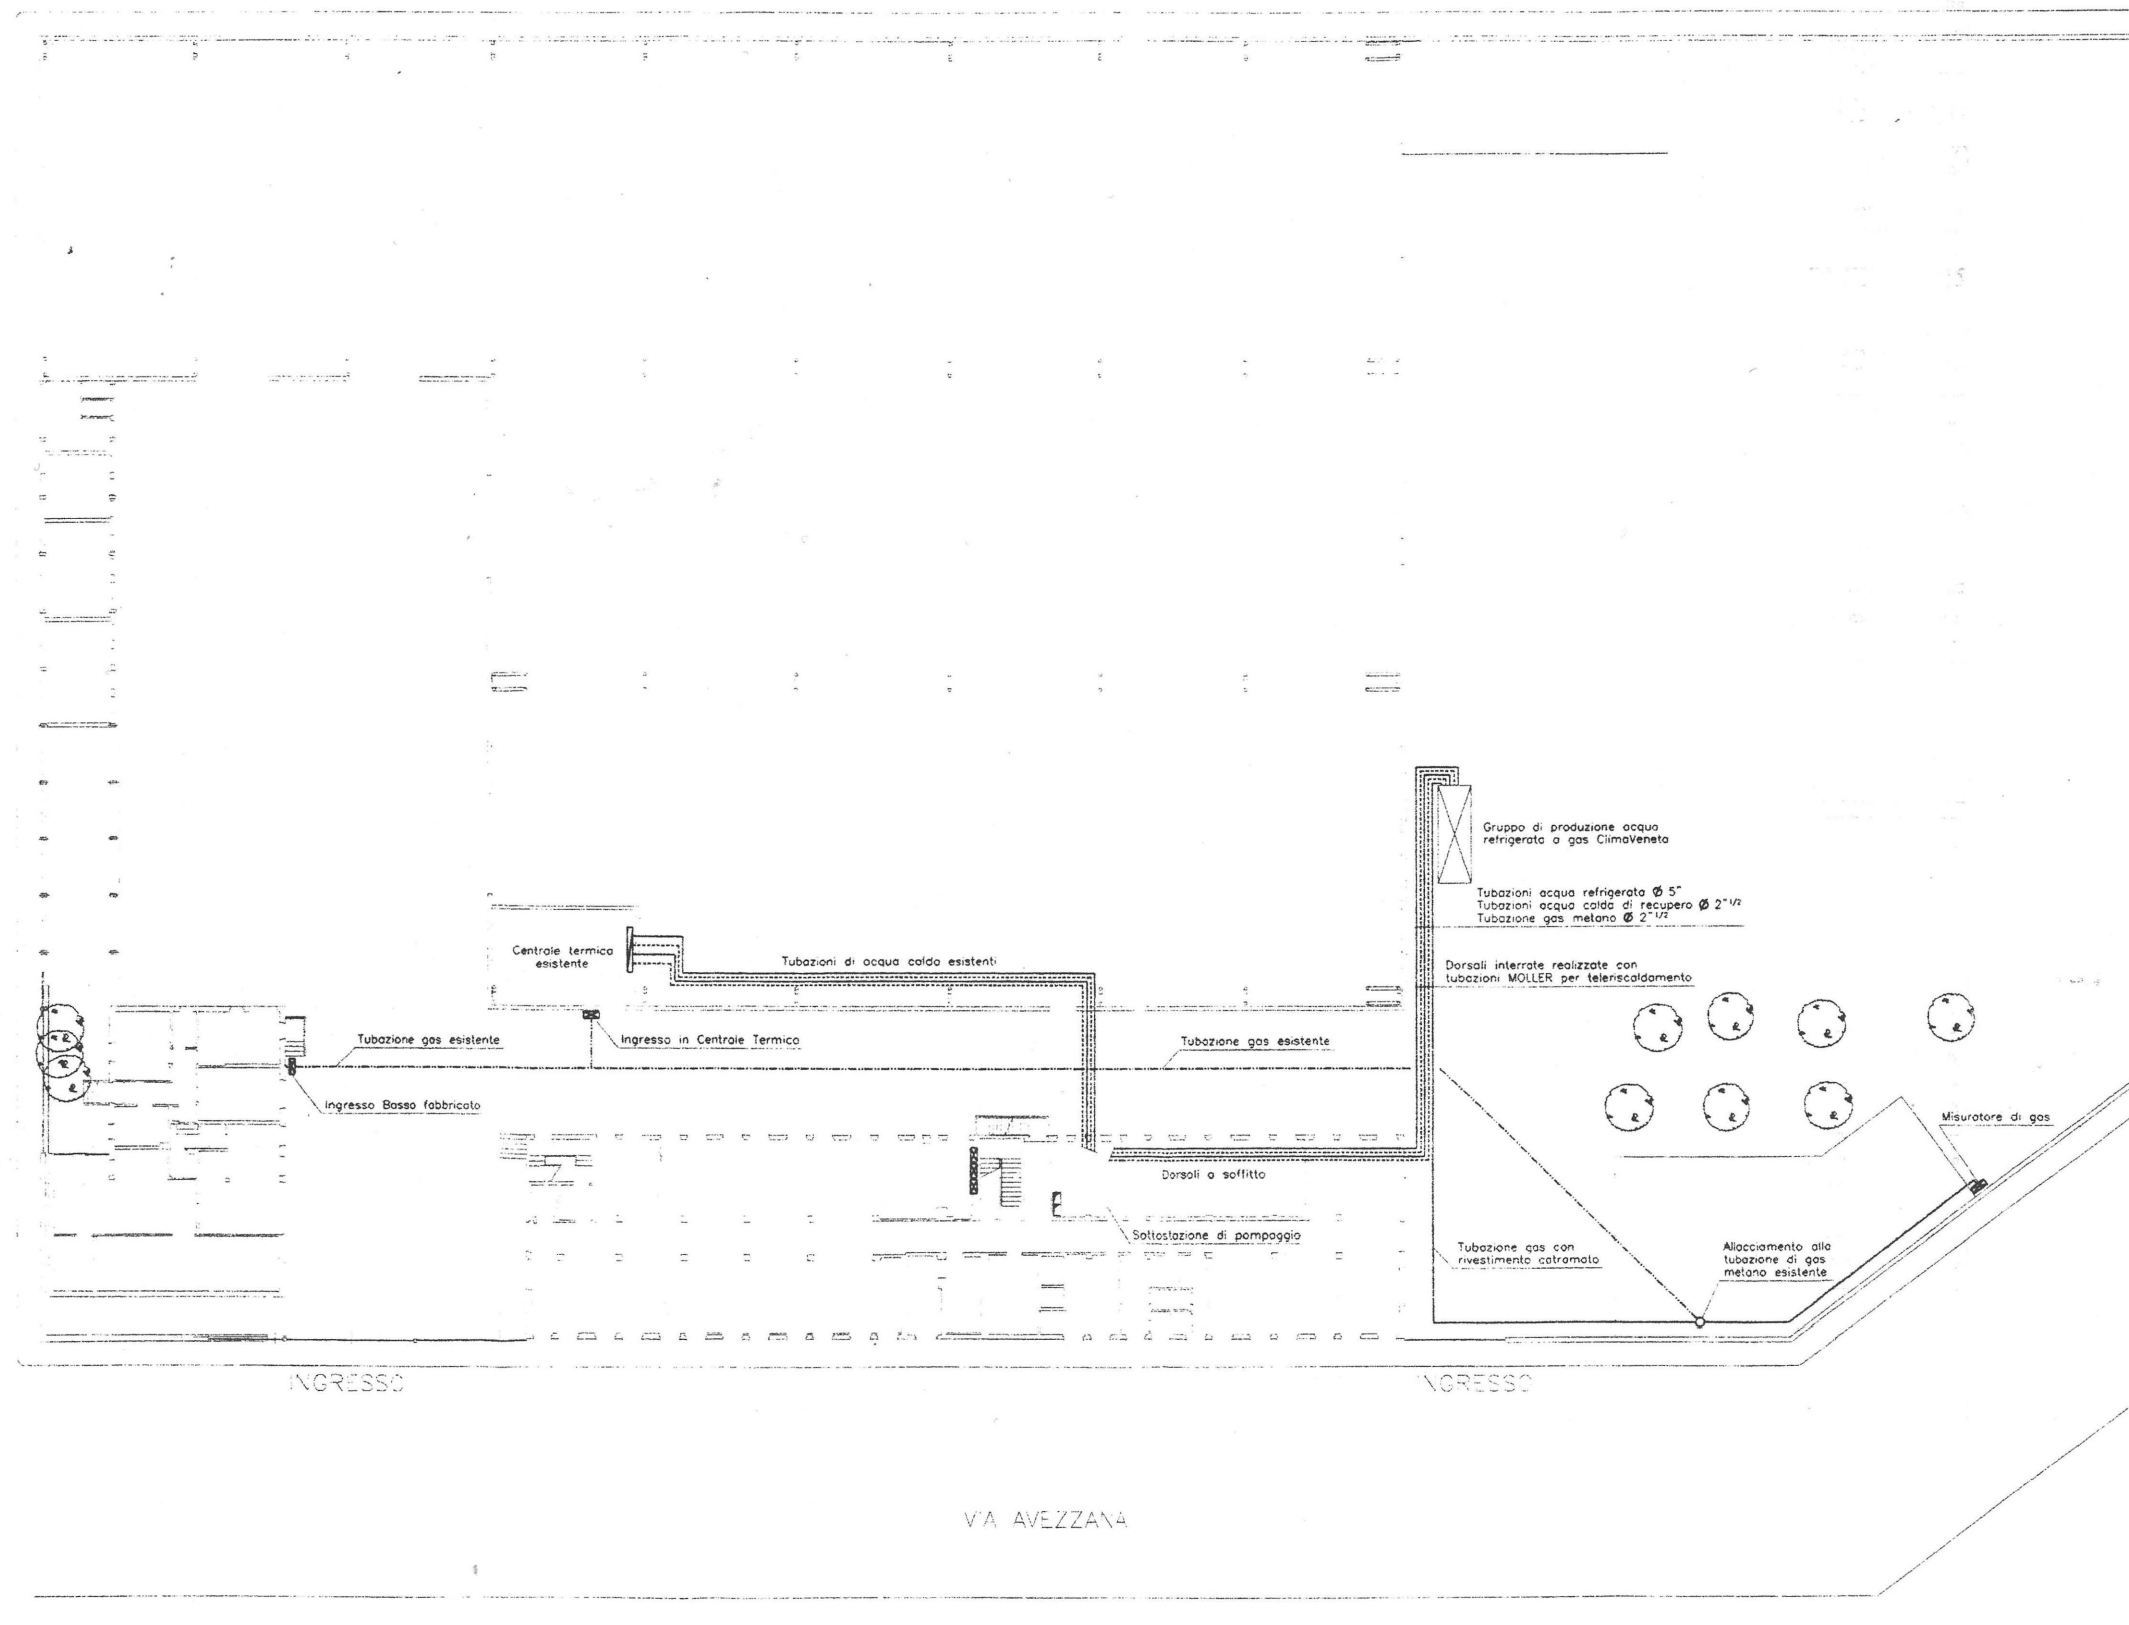 Gruppo di produzione acqua
refrigerata a gas ClimaVeneta
Tubazioni acqua refrigerata Ø 5"
Tubazioni acqua calda di recupero Ø 2"1/2
Tubazione gas metano Ø 2"1/2
Centrale termica
esistente
Tubazioni di acqua calda esistenti
Dorsali interrate realizzate con
tubazioni MOLLER per teleriscaldamento
Tubazione gas esistente
Ingresso in Centrale Termica
Tubazione gas esistente
Ingresso Basso fabbricato
Misuratore di gas
Dorsali a soffitto
Sottostazione di pompaggio
Tubazione gas con
rivestimento catramato
Allacciamento alla
tubazione di gas
metano esistente
INGRESSO
INGRESSO
VIA AVEZZANA